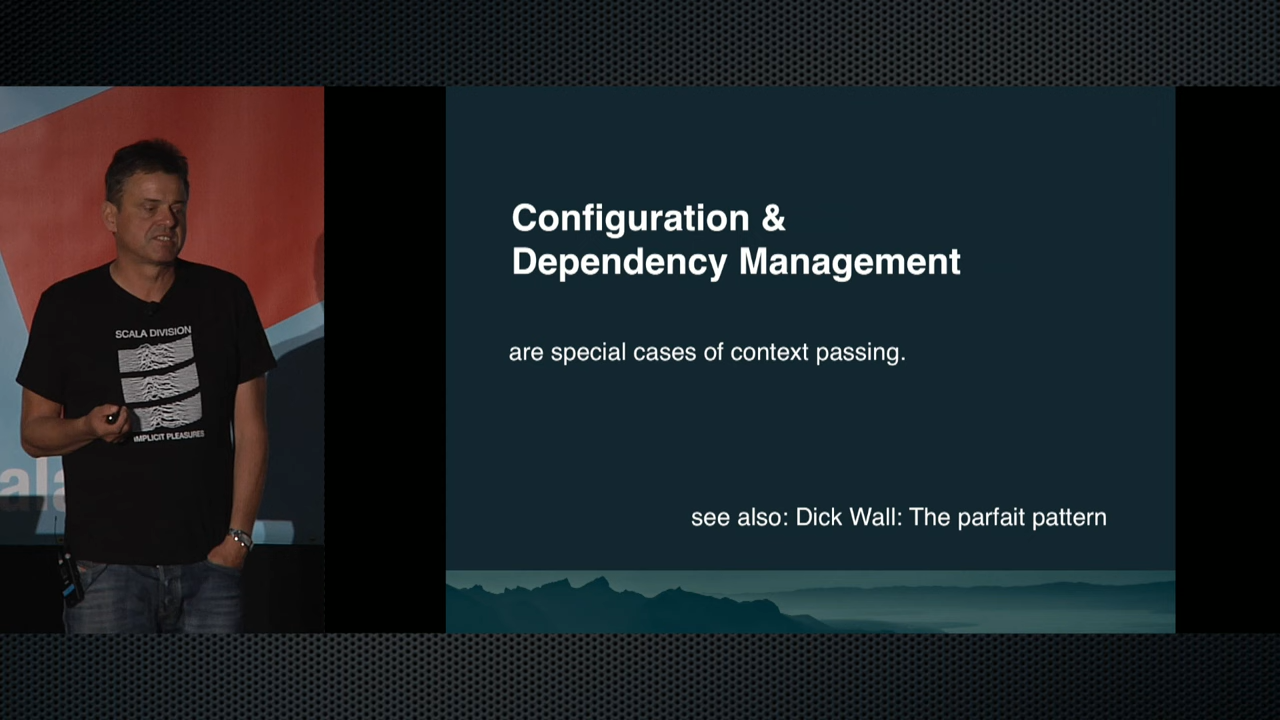 SCALA DIVISION
IMPLICIT PLEASURES
Configuration &
Dependency Management
are special cases of context passing.
see also: Dick Wall: The parfait pattern